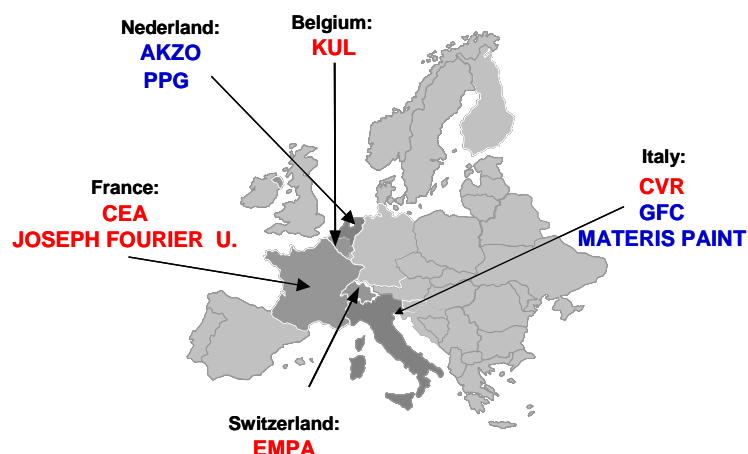 Nederland:
AKZO
PPG
Belgium:
KUL
France:
CEA
JOSEPH FOURIER U.
Italy:
CVR
GFC
MATERIS PAINT
Switzerland:
EMPA